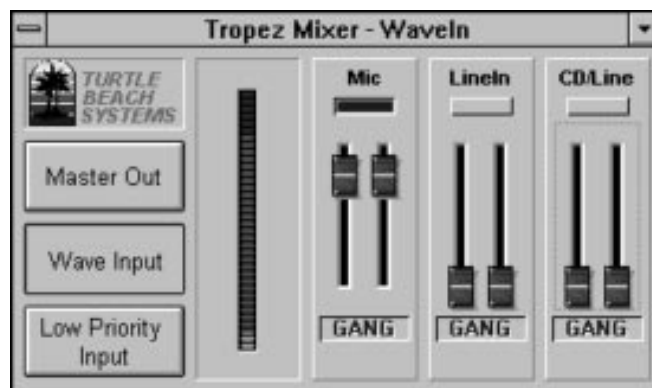 Tropez Mixer - WaveIn
TURTLE
BEACH
SYSTEMS
Master Out
Wave Input
Low Priority
Input
Mic
LineIn
CD/Line
GANG
GANG
GANG